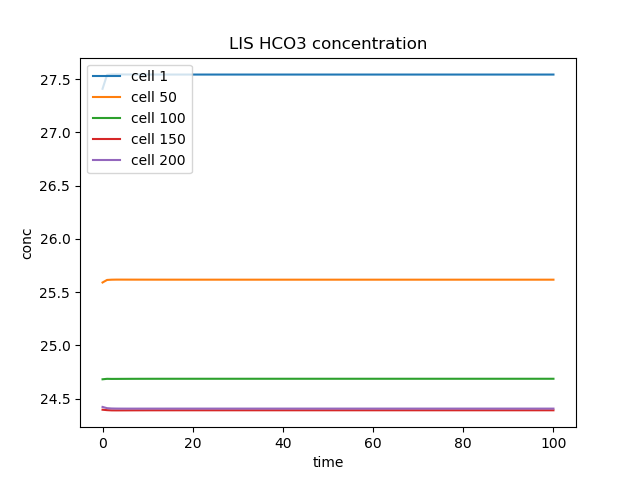 LIS HCO3 concentration
cell 1
cell 50
cell 100
cell 150
cell 200
27.5
27.0
26.5
26.0
25.5
25.0
24.5
conc
0
20
40
60
80
100
time